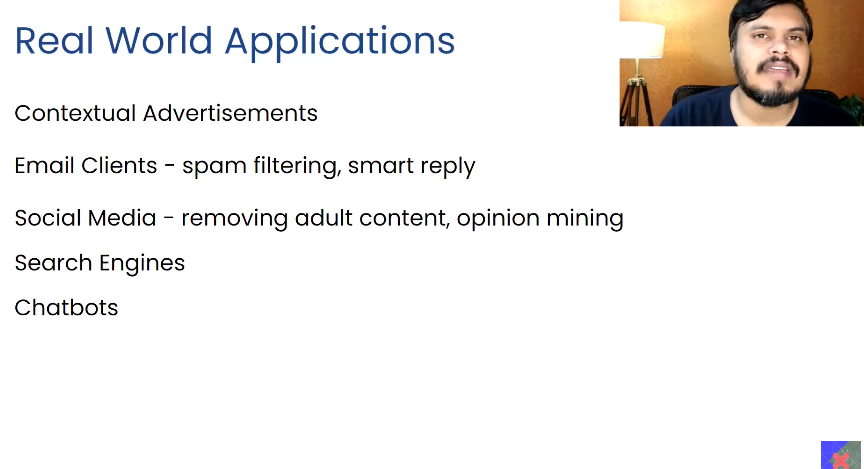 Real World Applications
Contextual Advertisements
Email Clients - spam filtering, smart reply
Social Media - removing adult content, opinion mining
Search Engines
Chatbots